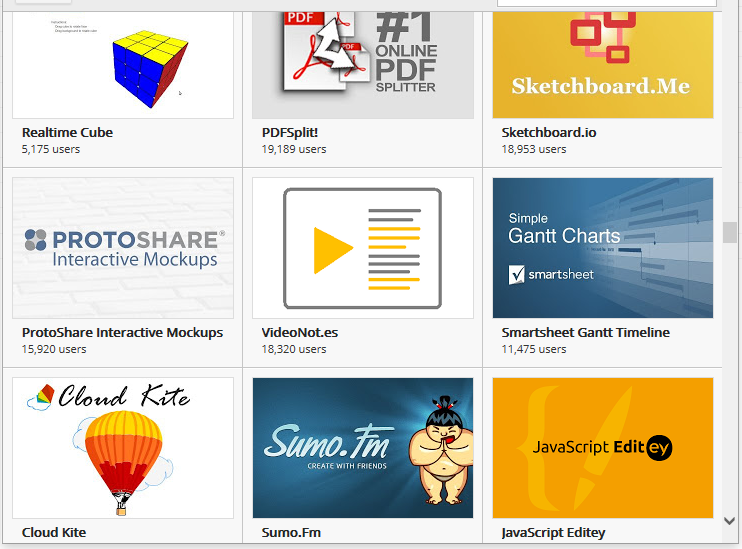 PDF
PDF
#1
ONLINE
PDF
SPLITTER
Sketchboard.Me
Realtime Cube
5,175 users
PDFSplit!
19,189 users
Sketchboard.io
18,953 users
PROTOSHARE®
Interactive Mockups
Simple
Gantt Charts
smartsheet
ProtoShare Interactive Mockups
15,920 users
VideoNot.es
18,320 users
Smartsheet Gantt Timeline
11,475 users
Cloud Kite
Sumo.Fm
CREATE WITH FRIENDS
JavaScript Editey
Cloud Kite
Sumo.Fm
JavaScript Editey